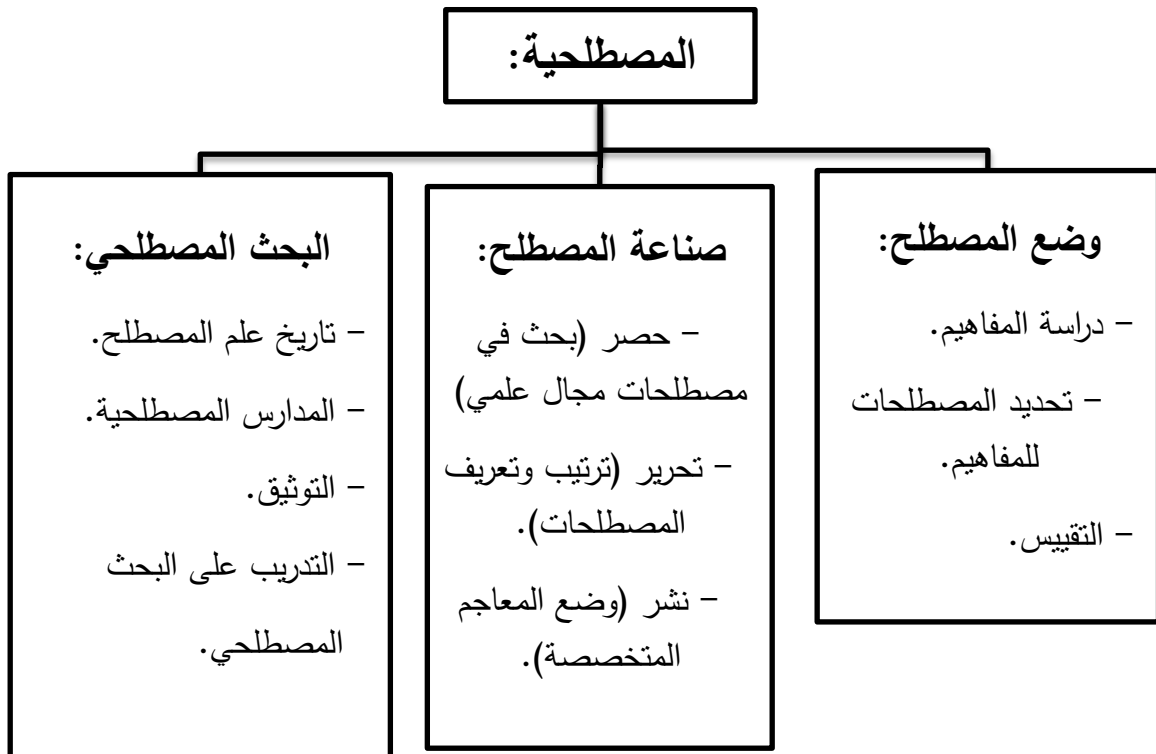 المصطلحية:
وضع المصطلح:
– دراسة المفاهيم.
– تحديد المصطلحات
للمفاهيم.
– التقييس.
صناعة المصطلح:
– حصر (بحث في
مصطلحات مجال علمي)
– تحرير (ترتيب وتعريف
المصطلحات).
– نشر (وضع المعاجم
المتخصصة).
البحث المصطلحي:
– تاريخ علم المصطلح.
– المدارس المصطلحية.
– التوثيق.
– التدريب على البحث
المصطلحي.